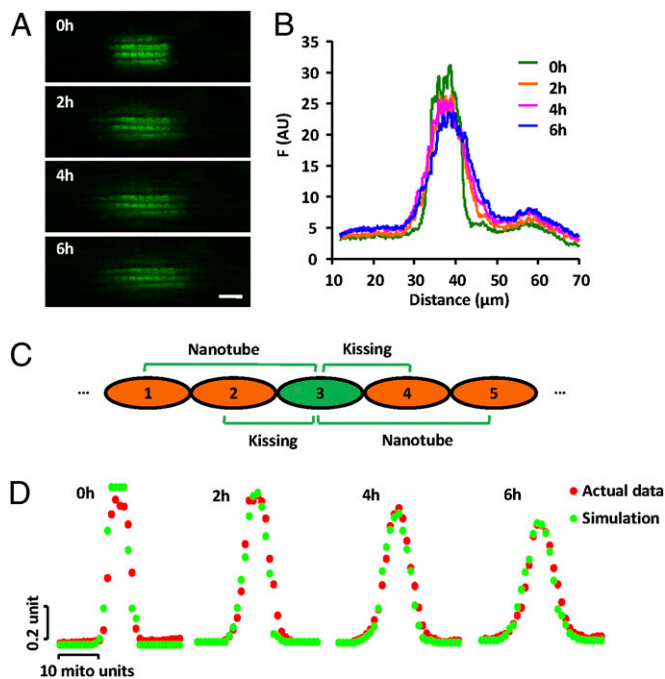 A
0h
2h
4h
6h
B
F (AU)
35
30
25
20
15
10
5
0
10 20 30 40 50 60 70
Distance (µm)
0h
2h
4h
6h
C
Nanotube Kissing
... 1 2 3 4 5 ...
Kissing Nanotube
D
0h 2h 4h 6h
Actual data
Simulation
0.2 unit
10 mito units